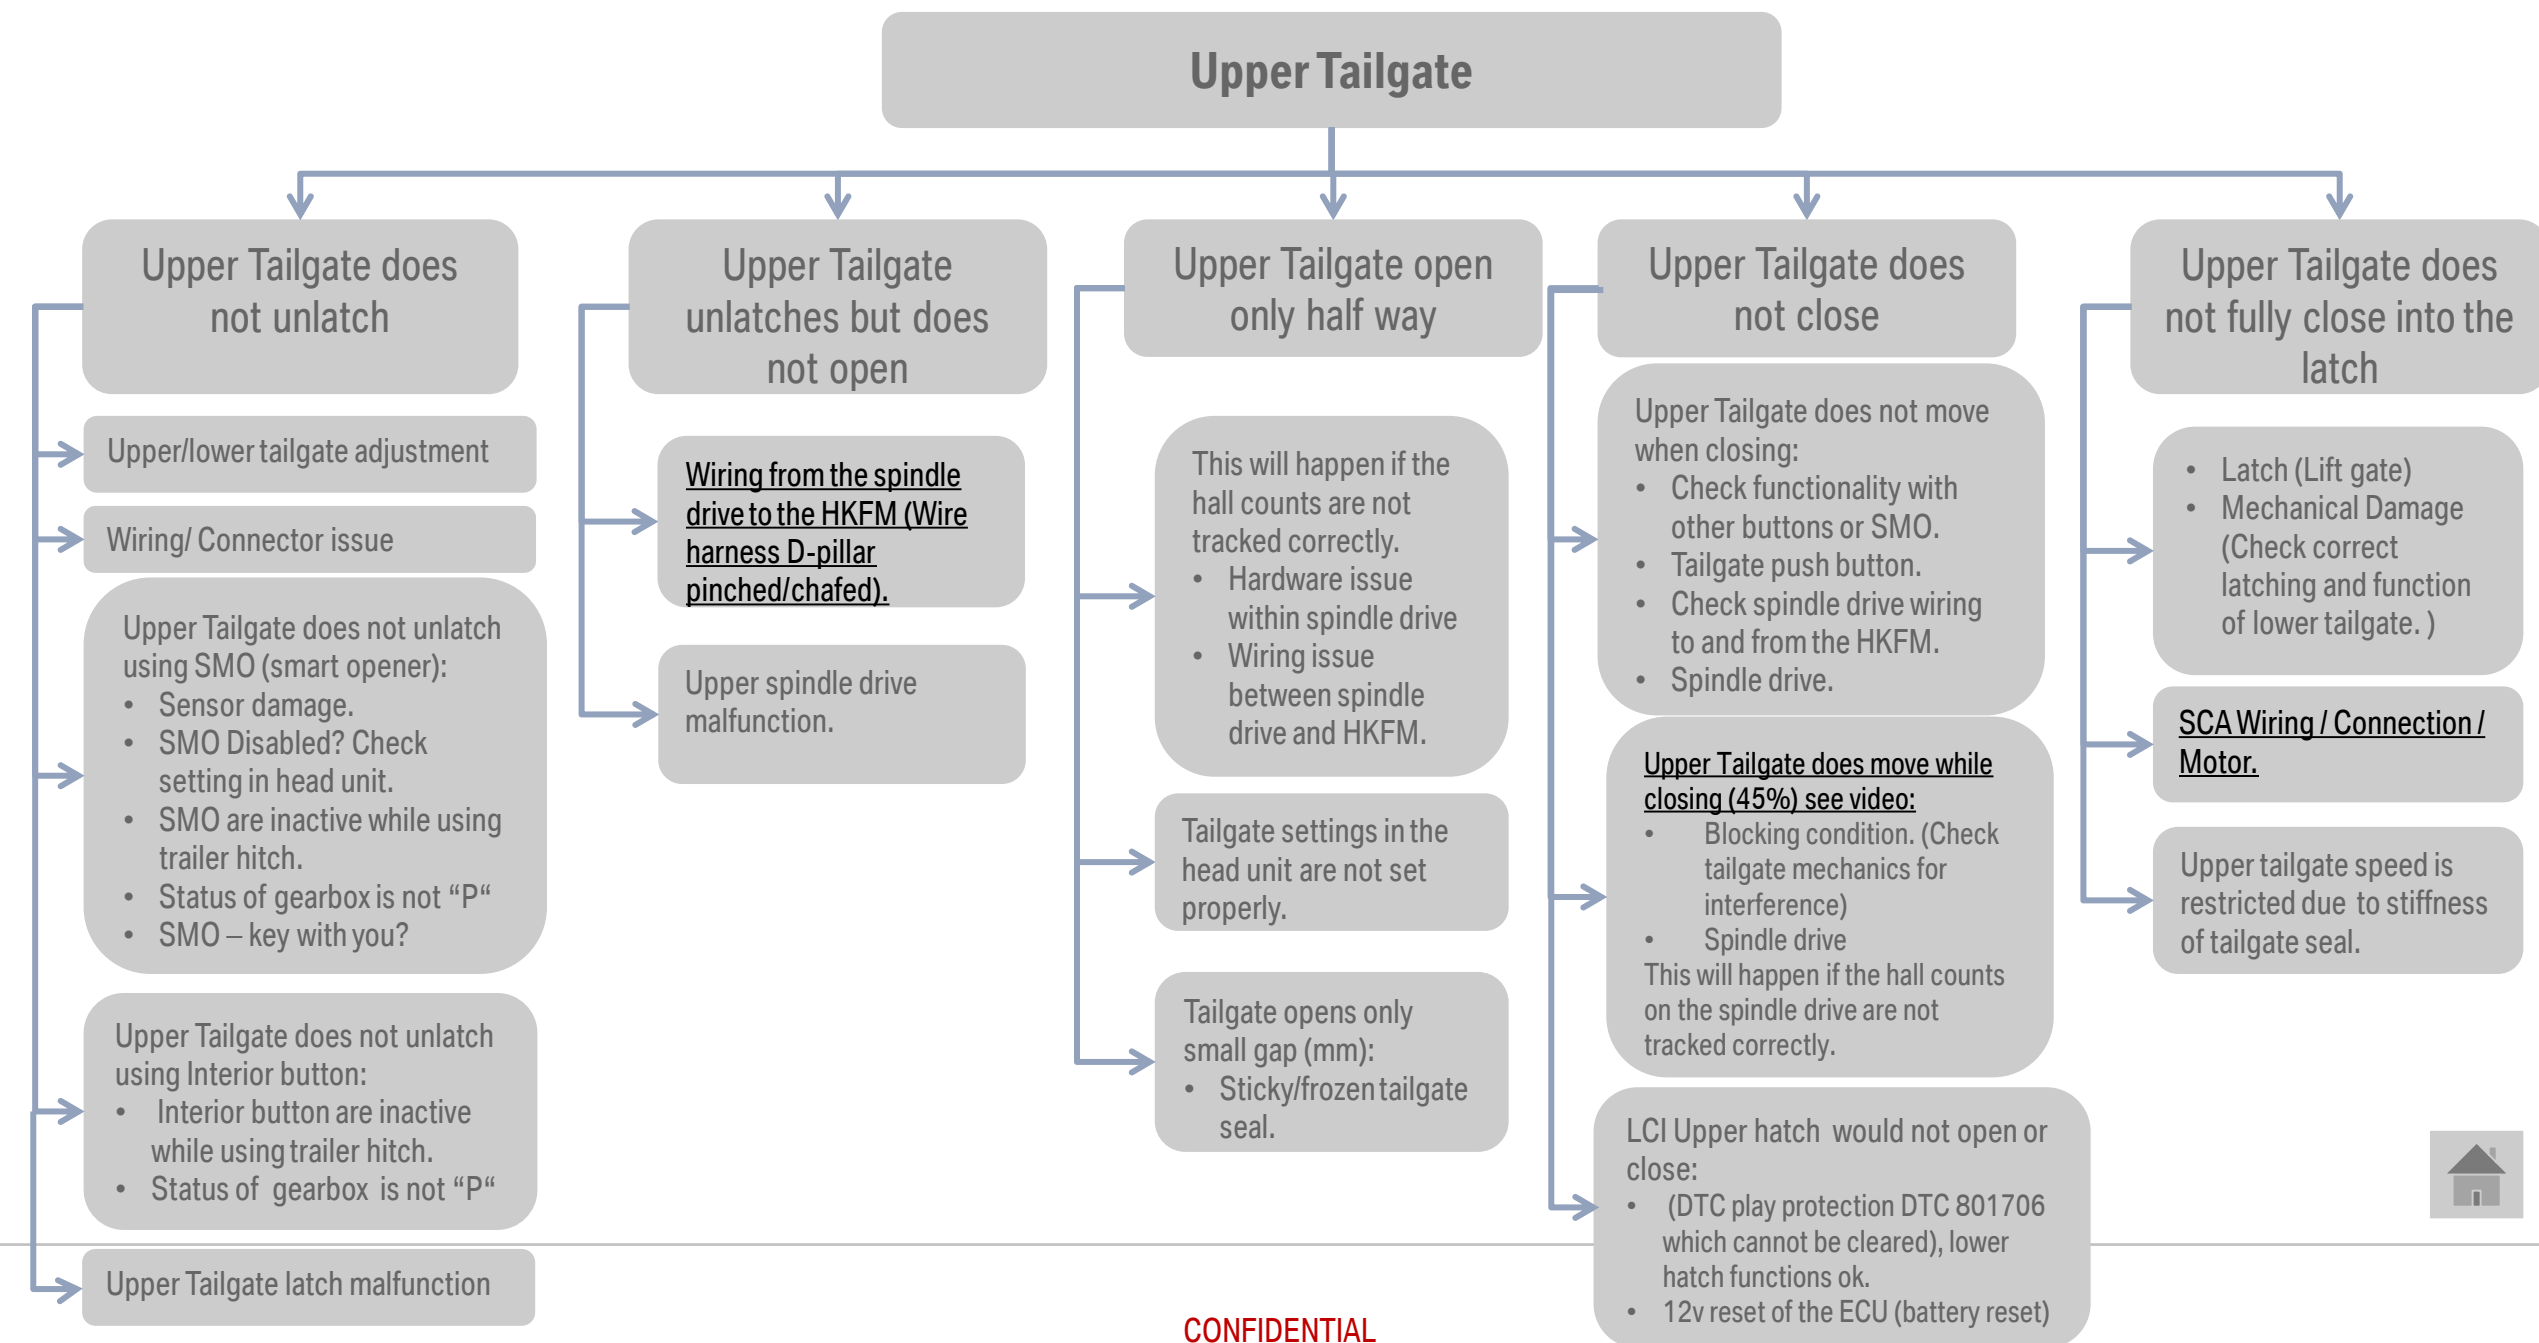 Upper Tailgate
Upper Tailgate does
not unlatch
Upper/lower tailgate adjustment
Wiring/ Connector issue
Upper Tailgate does not unlatch
using SMO (smart opener):
• Sensor damage.
• SMO Disabled? Check
setting in head unit.
• SMO are inactive while using
trailer hitch.
• Status of gearbox is not “P“
• SMO – key with you?
Upper Tailgate does not unlatch
using Interior button:
• Interior button are inactive
while using trailer hitch.
• Status of gearbox is not “P“
Upper Tailgate latch malfunction
Upper Tailgate
unlatches but does
not open
Wiring from the spindle
drive to the HKFM (Wire
harness D-pillar
pinched/chafed).
Upper spindle drive
malfunction.
Upper Tailgate open
only half way
This will happen if the
hall counts are not
tracked correctly.
• Hardware issue
within spindle drive
• Wiring issue
between spindle
drive and HKFM.
Tailgate settings in the
head unit are not set
properly.
Tailgate opens only
small gap (mm):
• Sticky/frozen tailgate
seal.
Upper Tailgate does
not close
Upper Tailgate does not move
when closing:
• Check functionality with
other buttons or SMO.
• Tailgate push button.
• Check spindle drive wiring
to and from the HKFM.
• Spindle drive.
Upper Tailgate does move while
closing (45%) see video:
• Blocking condition. (Check
tailgate mechanics for
interference)
• Spindle drive
This will happen if the hall counts
on the spindle drive are not
tracked correctly.
LCI Upper hatch would not open or
close:
• (DTC play protection DTC 801706
which cannot be cleared), lower
hatch functions ok.
• 12v reset of the ECU (battery reset)
Upper Tailgate does
not fully close into the
latch
• Latch (Lift gate)
• Mechanical Damage
(Check correct
latching and function
of lower tailgate. )
SCA Wiring / Connection /
Motor.
Upper tailgate speed is
restricted due to stiffness
of tailgate seal.
CONFIDENTIAL